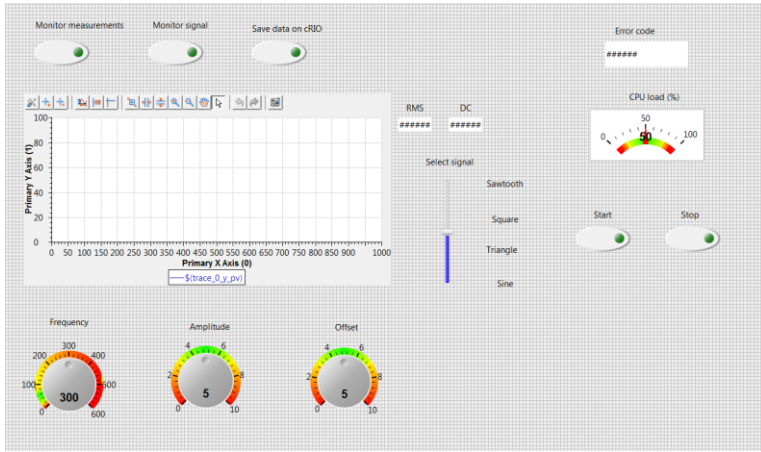 Monitor measurements
Monitor signal
Save data on cRIO
Error code
######
CPU load (%)
0
50
100
50
RMS
DC
######
######
100
80
60
40
20
0
Primary Y Axis (1)
0 50 100 150 200 250 300 350 400 450 500 550 600 650 700 750 800 850 900 1000
Primary X Axis (0)
$(trace_0_y_pv)
Select signal
Sawtooth
Square
Triangle
Sine
Start
Stop
Frequency
0
100
200
300
400
500
600
300
Amplitude
0
2
4
6
8
10
5
Offset
0
2
4
6
8
10
5